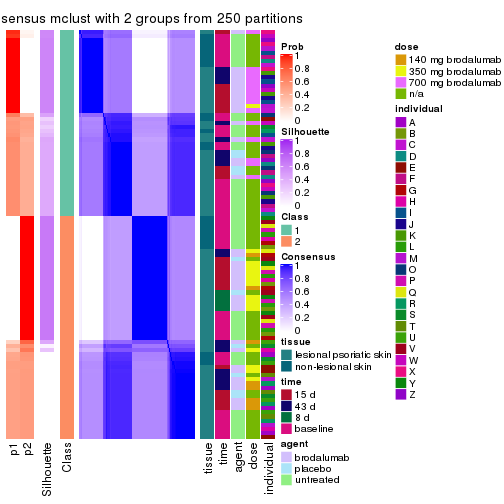 sensus mclust with 2 groups from 250 partitions
Prob
1
0.8
0.6
0.4
0.2
0
Silhouette
1
0.8
0.6
0.4
0.2
0
Class
1
2
Consensus
1
0.8
0.6
0.4
0.2
0
tissue
lesional psoriatic skin
non-lesional skin
time
15 d
43 d
8 d
baseline
agent
brodalumab
placebo
untreated
dose
140 mg brodalumab
350 mg brodalumab
700 mg brodalumab
n/a
individual
A
B
C
D
E
F
G
H
I
J
K
L
M
O
P
Q
R
S
T
U
V
W
X
Y
Z
p1
p2
Silhouette
Class
tissue
time
agent
dose
individual